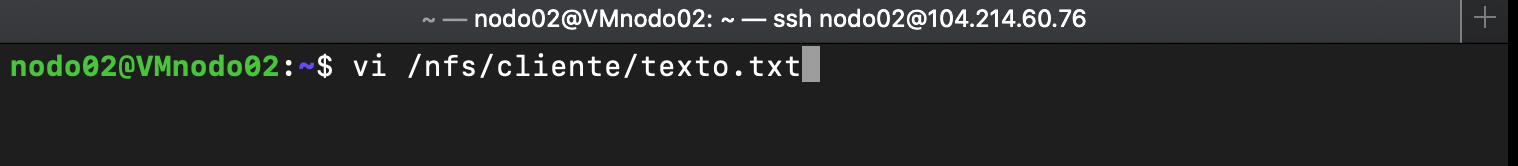 ~ — nodo02@VMnodo02: ~ — ssh nodo02@104.214.60.76
nodo02@VMnodo02:~$ vi /nfs/cliente/texto.txt